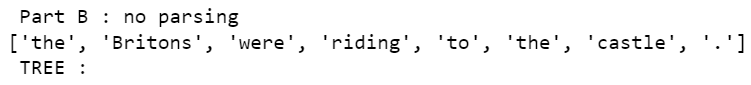 Part B : no parsing
['the', 'Britons', 'were', 'riding', 'to', 'the', 'castle', '.']
TREE :